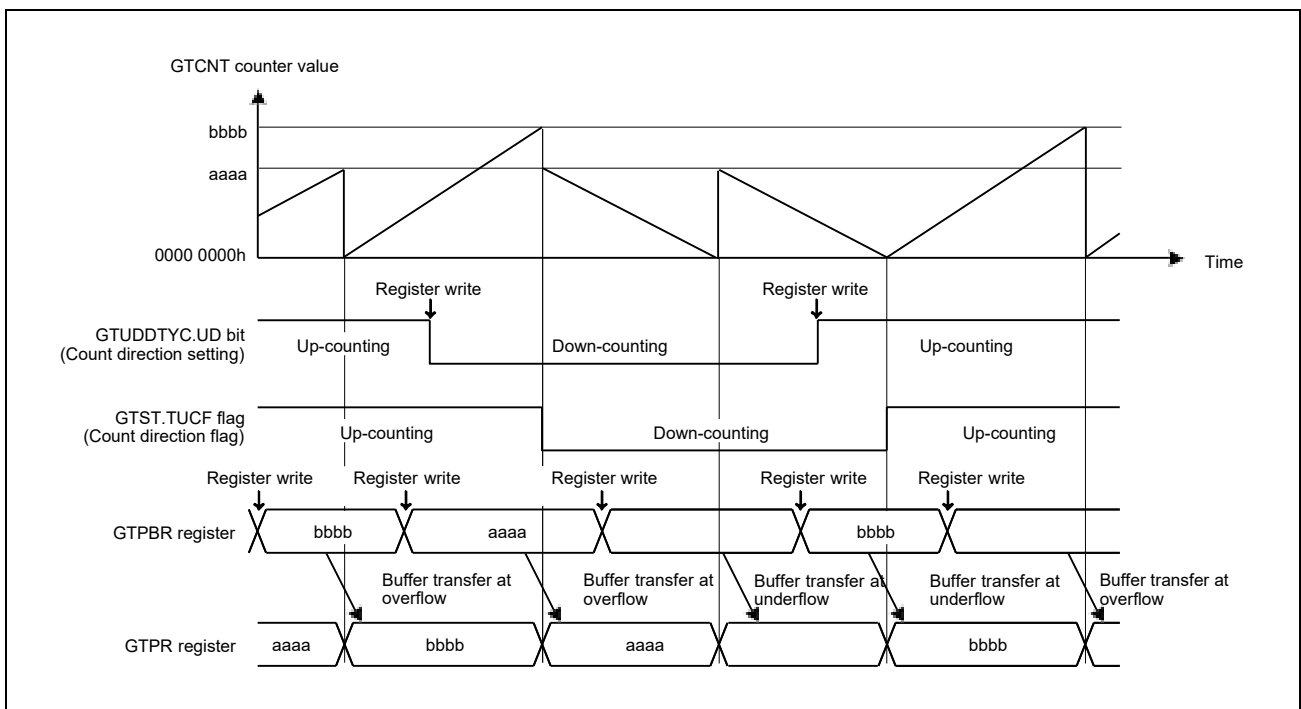 GTCNT counter value
bbbb
aaaa
0000 0000h
Time
Register write Register write
GTUDDTYC.UD bit
(Count direction setting)
Up-counting Down-counting Up-counting
GTST.TUCF flag
(Count direction flag)
Up-counting Down-counting Up-counting
Register write Register write Register write Register write Register write
GTPBR register bbbb aaaa bbbb
Buffer transfer at Buffer transfer at Buffer transfer at Buffer transfer at Buffer transfer at
overflow overflow underflow underflow overflow
GTPR register aaaa bbbb aaaa bbbb